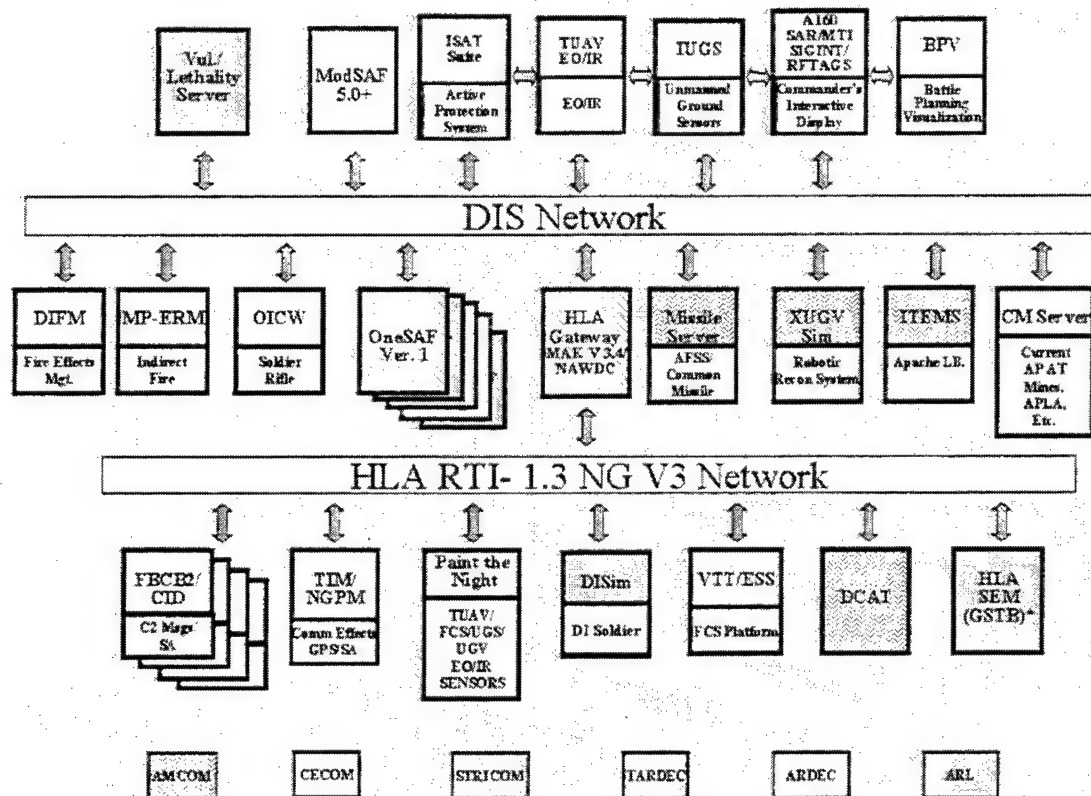 Vul./
Lethality
Server
ModSAF
5.0+
ISAT
Suite
Active
Protection
System
TUAV
EO/IR
EO/IR
IUGS
Unmanned
Ground
Sensors
A160
SAR/MTI
SIGINT/
RFTAGS
Commander's
Interactive
Display
BPV
Battle
Planning
Visualization
DIS Network
DIFM
Fire Effects
Mgt.
MP-ERM
Indirect
Fire
OICW
Soldier
Rifle
OneSAF
Ver. 1
HLA
Gateway
MAK V3.4/
NAWDC
Missile
Server
AFSS/
Common
Missile
XUGV
Sim
Robotic
Recon System
ITEMS
Apache LB.
CM Server
Current
AP AT
Mines,
APLA,
Etc.
HLA RTI- 1.3 NG V3 Network
FBCB2/
CID
C2 Msgs/
SA
TIM/
NGPM
Comm Effects
GPS/SA
Paint the
Night
TUAV/
FCS/UGS/
UGV
EO/IR
SENSORS
DISim
DI Soldier
VTT/ESS
FCS Platform
DCAT
HLA
SEM
(GSTB)*
AMCOM
CECOM
STRICOM
TARDEC
ARDEC
ARL